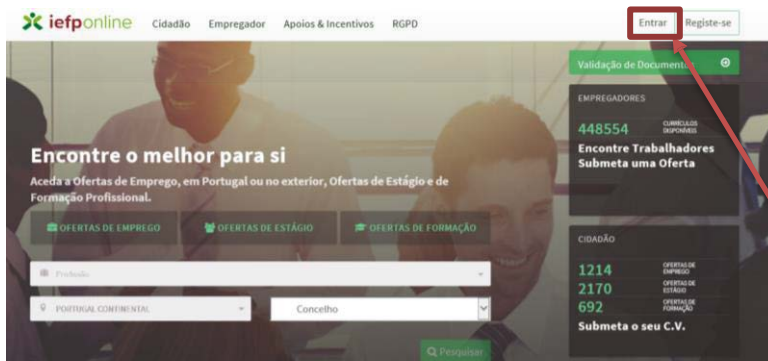 iefponline
Cidadão Empregador Apoios & Incentivos RGPD
Entrar Registe-se
Encontre o melhor para si
Aceda a Ofertas de Emprego, em Portugal ou no exterior, Ofertas de Estágio e de
Formação Profissional.
OFERTAS DE EMPREGO OFERTAS DE ESTÁGIO OFERTAS DE FORMAÇÃO
Profissão
PORTUGAL CONTINENTAL Concelho
Pesquisar
Validação de Documentos
EMPREGADORES
448554 CURRÍCULOS
DISPONÍVEIS
Encontre Trabalhadores
Submeta uma Oferta
CIDADÃO
1214 OFERTAS DE
EMPREGO
2170 OFERTAS DE
ESTÁGIO
692 OFERTAS DE
FORMAÇÃO
Submeta o seu C.V.